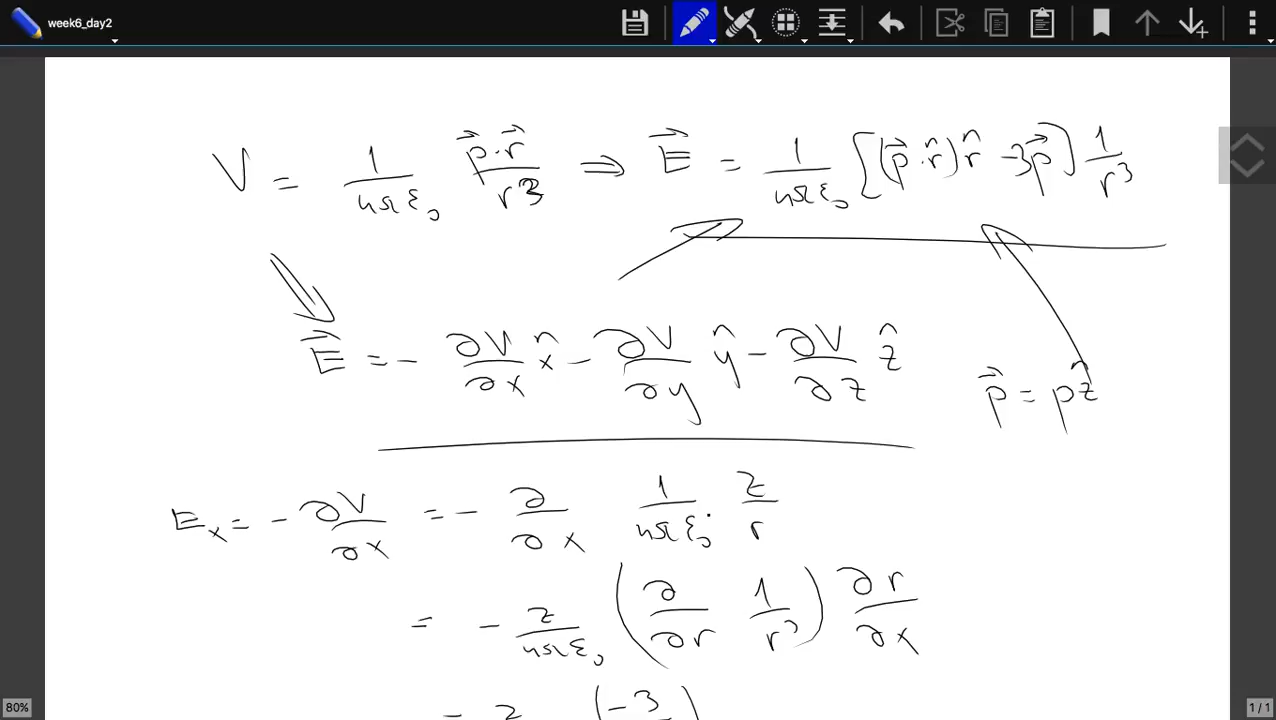 week6_day2
V = 1/(4πε₀) (p⃗·r⃗)/r³ ⇒ E⃗ = 1/(4πε₀) [(p⃗·r̂)r̂ - 3p⃗] 1/r³
E⃗ = - ∂V/∂x x̂ - ∂V/∂y ŷ - ∂V/∂z ẑ
p⃗ = pẑ
Eₓ = - ∂V/∂x = - ∂/∂x 1/(4πε₀) · z/r
= - z/(4πε₀) (∂/∂r 1/r³) ∂r/∂x
(-3
80%
1 / 1